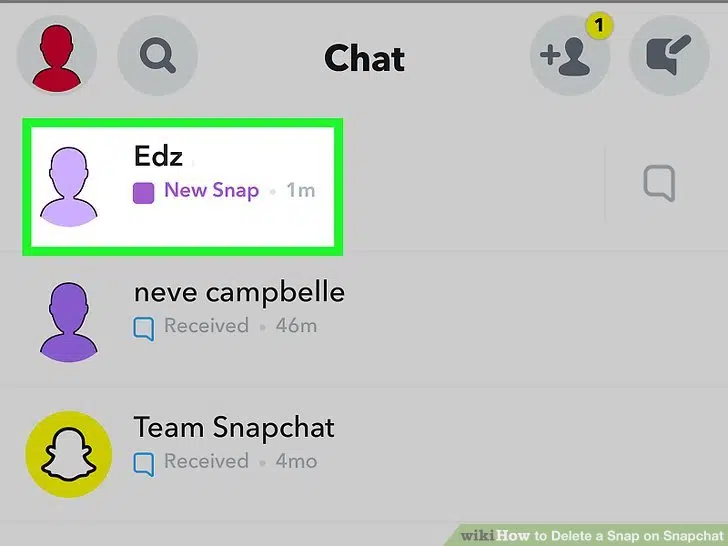 Chat
1
Edz
New Snap • 1m
neve campbelle
Received • 46m
Team Snapchat
Received • 4mo
wikiHow to Delete a Snap on Snapchat